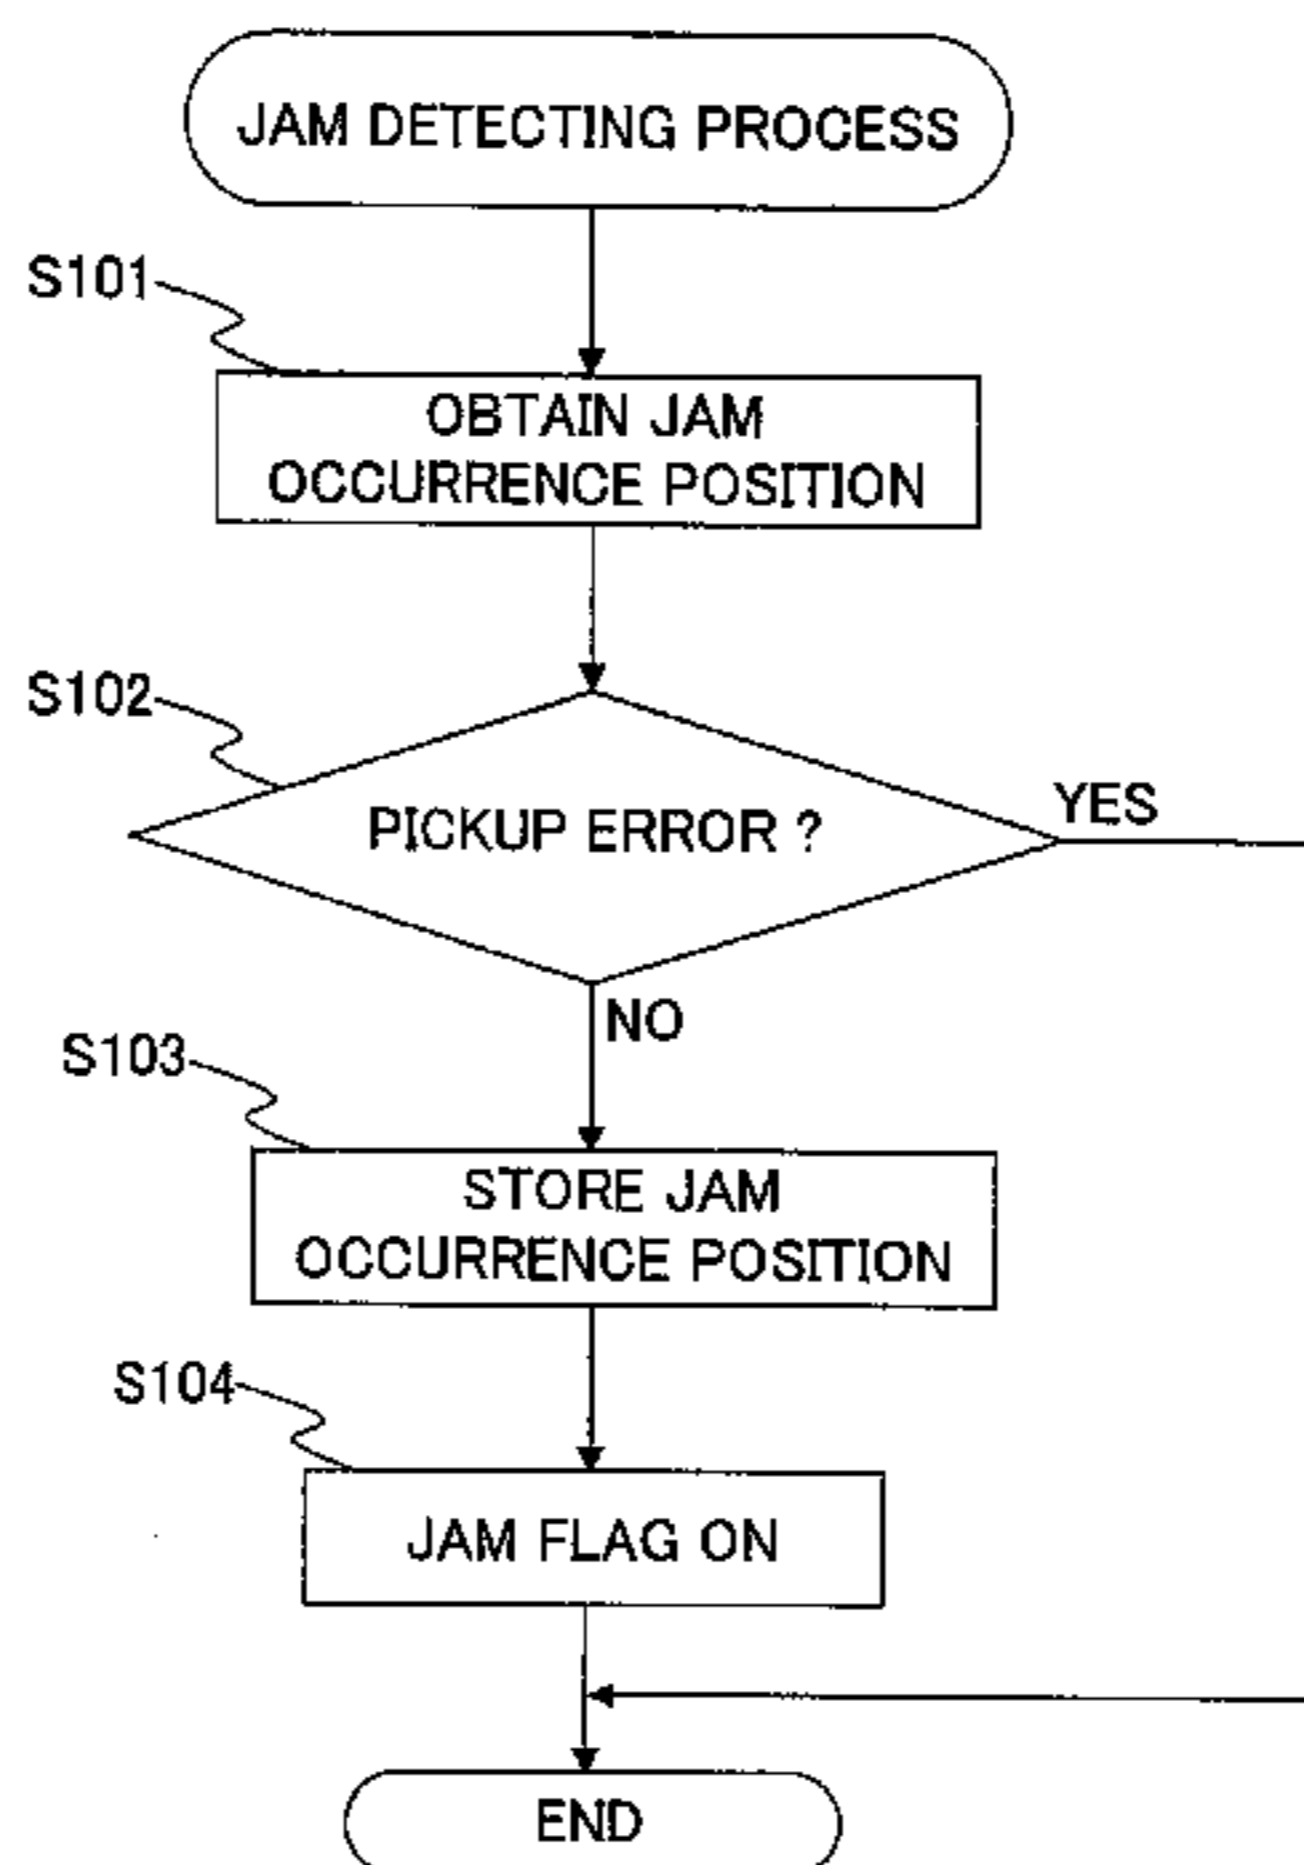 JAM DETECTING PROCESS
S101
OBTAIN JAM
OCCURRENCE POSITION
S102
PICKUP ERROR ?
YES
NO
S103
STORE JAM
OCCURRENCE POSITION
S104
JAM FLAG ON
END